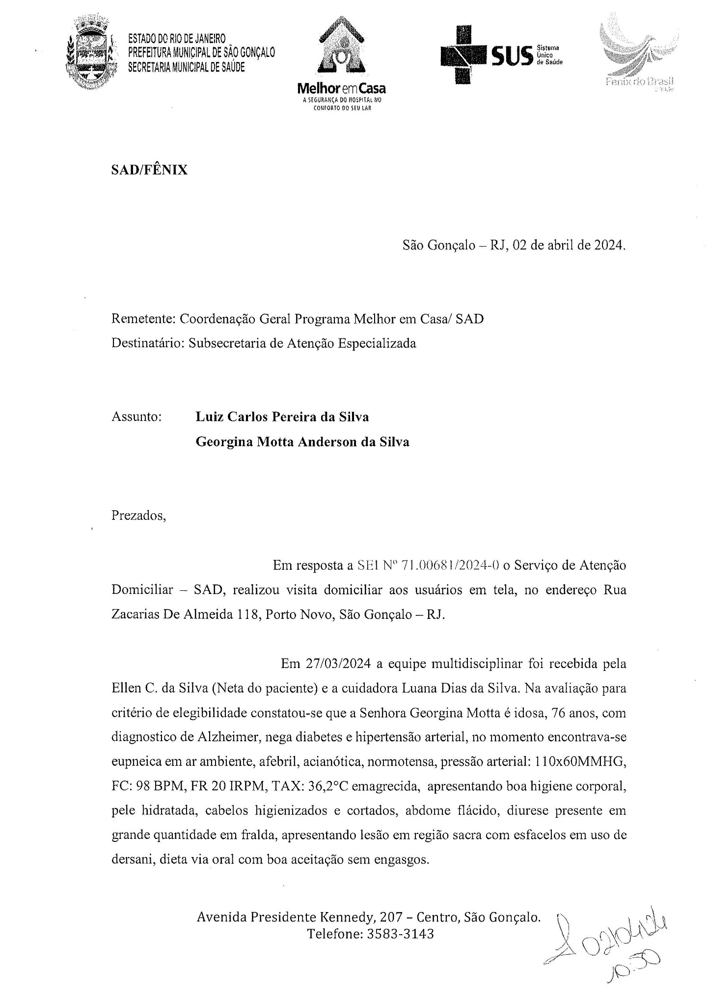 ESTADO DO RIO DE JANEIRO
PREFEITURA MUNICIPAL DE SÃO GONÇALO
SECRETARIA MUNICIPAL DE SAÚDE
Melhor em Casa
A SEGURANÇA DO HOSPITAL NO
CONFORTO DO SEU LAR
SUS Sistema
Único
de Saúde
Fenix do Brasil
SAD/FÊNIX
São Gonçalo – RJ, 02 de abril de 2024.
Remetente: Coordenação Geral Programa Melhor em Casa/ SAD
Destinatário: Subsecretaria de Atenção Especializada
Assunto: Luiz Carlos Pereira da Silva
Georgina Motta Anderson da Silva
Prezados,
Em resposta a SEI Nº 71.00681/2024-0 o Serviço de Atenção
Domiciliar – SAD, realizou visita domiciliar aos usuários em tela, no endereço Rua
Zacarias De Almeida 118, Porto Novo, São Gonçalo – RJ.
Em 27/03/2024 a equipe multidisciplinar foi recebida pela
Ellen C. da Silva (Neta do paciente) e a cuidadora Luana Dias da Silva. Na avaliação para
critério de elegibilidade constatou-se que a Senhora Georgina Motta é idosa, 76 anos, com
diagnostico de Alzheimer, nega diabetes e hipertensão arterial, no momento encontrava-se
eupneica em ar ambiente, afebril, acianótica, normotensa, pressão arterial: 110x60MMHG,
FC: 98 BPM, FR 20 IRPM, TAX: 36,2°C emagrecida, apresentando boa higiene corporal,
pele hidratada, cabelos higienizados e cortados, abdome flácido, diurese presente em
grande quantidade em fralda, apresentando lesão em região sacra com esfacelos em uso de
dersani, dieta via oral com boa aceitação sem engasgos.
Avenida Presidente Kennedy, 207 – Centro, São Gonçalo.
Telefone: 3583-3143
02/04/24
10:50